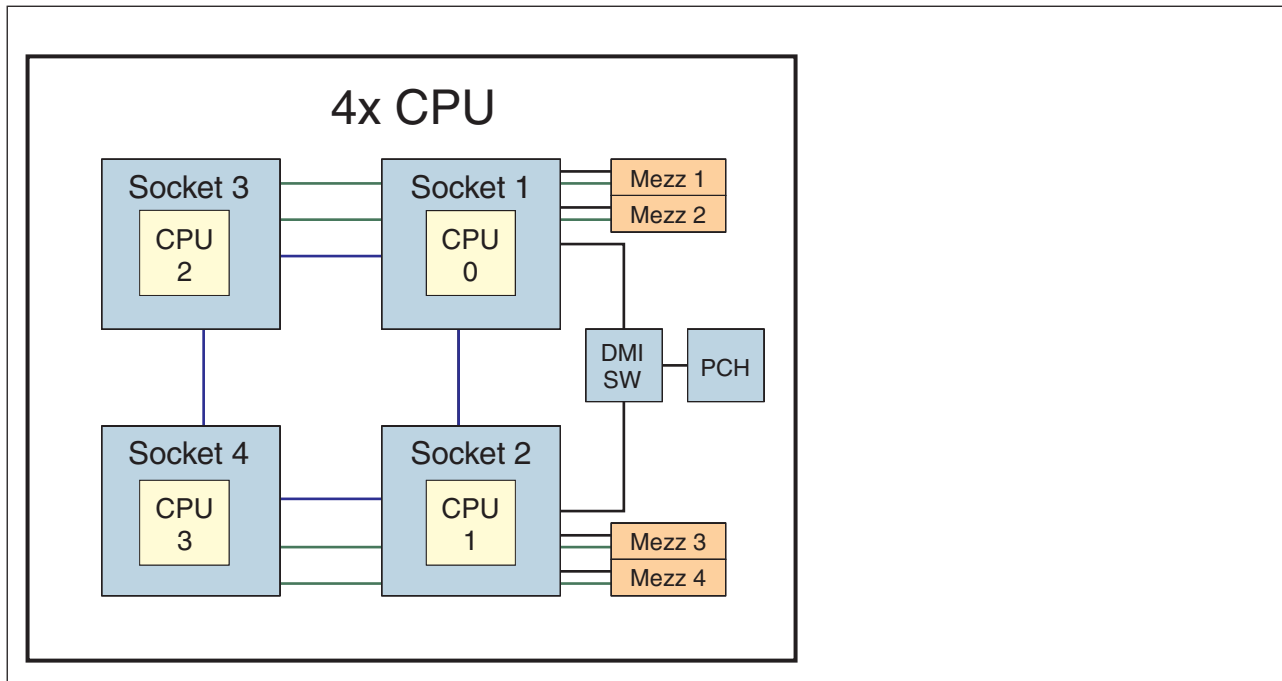 4x CPU
Socket 3
CPU
2
Socket 1
CPU
0
Mezz 1
Mezz 2
DMI
SW
PCH
Socket 4
CPU
3
Socket 2
CPU
1
Mezz 3
Mezz 4